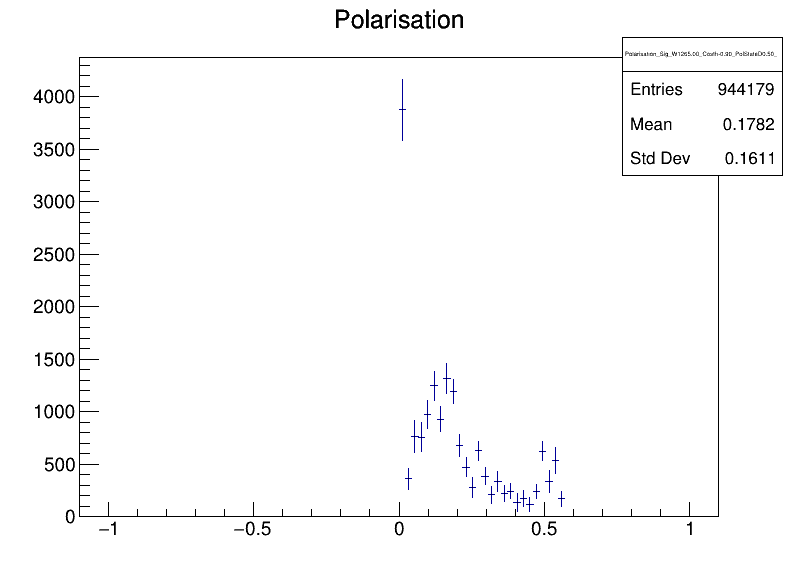 Polarisation
Polarisation_Sig_W1265.00_Costh-0.90_PolStateD0.50_
Entries 944179
Mean 0.1782
Std Dev 0.1611
4000
3500
3000
2500
2000
1500
1000
500
0
−1 −0.5 0 0.5 1